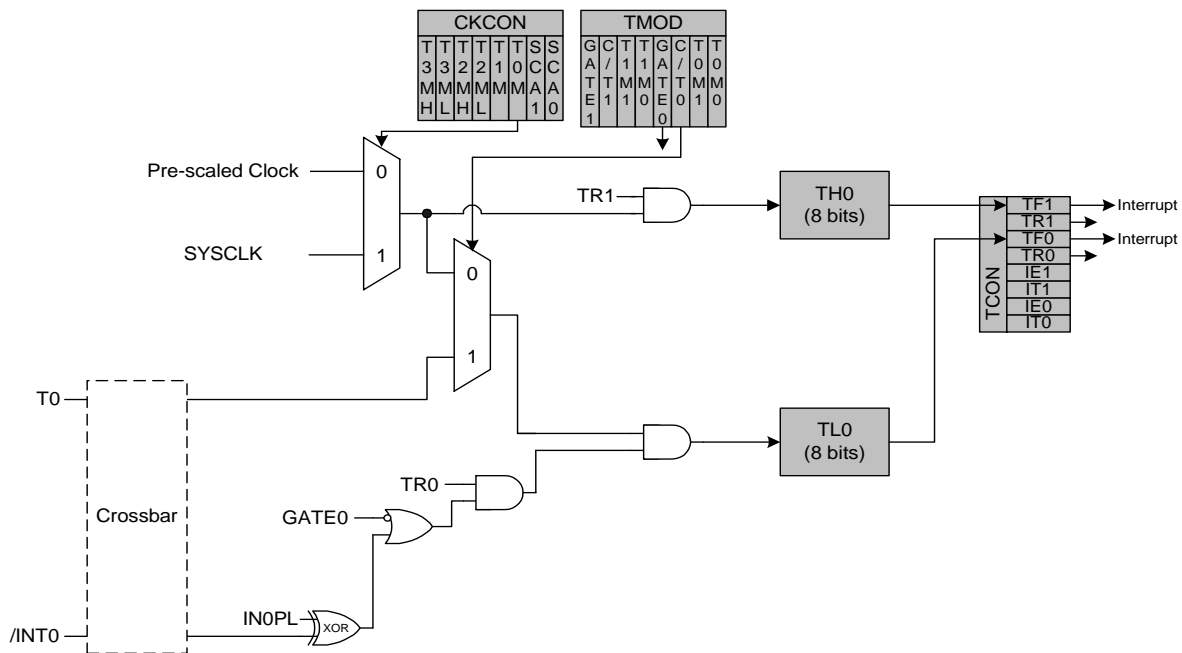 CKCON
T3MH
T3ML
T2MH
T2ML
T1M
T0M
SCA1
SCA0
TMOD
GATE1
C/T1
T1M1
T1M0
GATE0
C/T0
T0M1
T0M0
Pre-scaled Clock
0
SYSCLK
1
TR1
TH0
(8 bits)
TCON
TF1
TR1
TF0
TR0
IE1
IT1
IE0
IT0
Interrupt
Interrupt
0
1
T0
Crossbar
/INT0
TL0
(8 bits)
TR0
GATE0
IN0PL
XOR